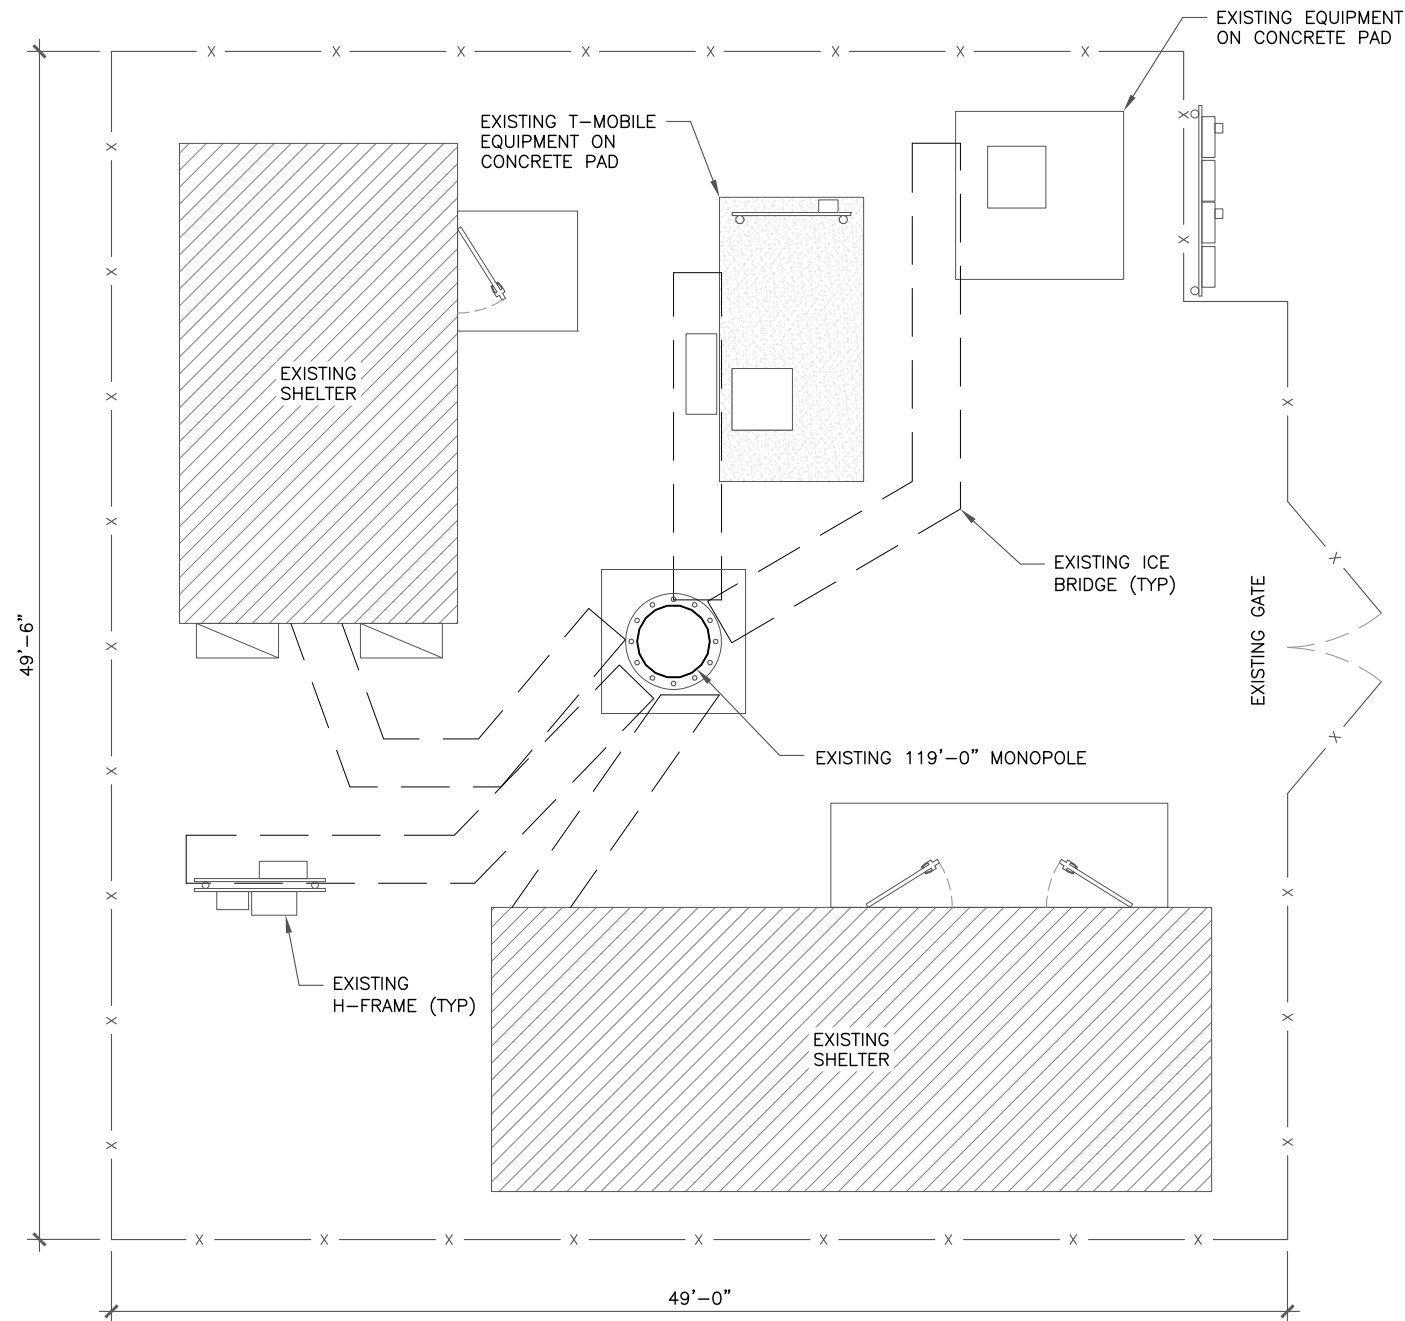 EXISTING EQUIPMENT
ON CONCRETE PAD
EXISTING T-MOBILE
EQUIPMENT ON
CONCRETE PAD
EXISTING
SHELTER
EXISTING ICE
BRIDGE (TYP)
EXISTING GATE
49'-6"
EXISTING 119'-0" MONOPOLE
EXISTING
H-FRAME (TYP)
EXISTING
SHELTER
49'-0"